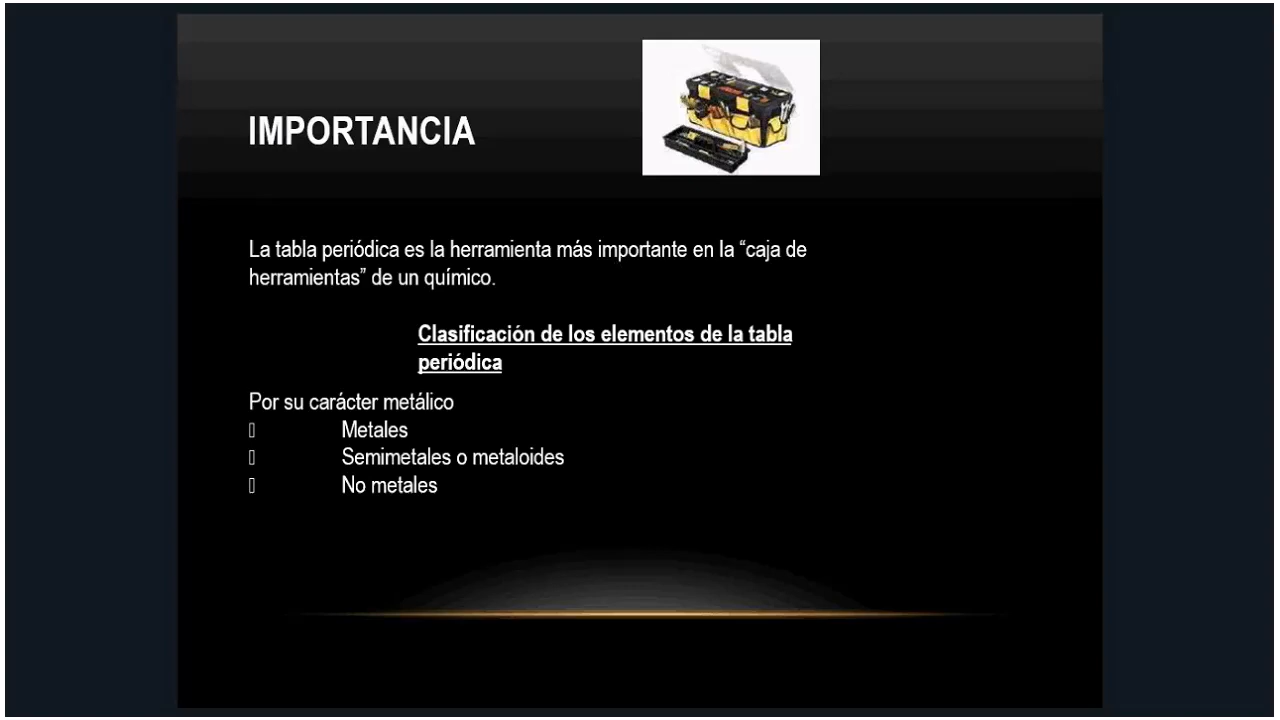 IMPORTANCIA
La tabla periódica es la herramienta más importante en la “caja de
herramientas” de un químico.
Clasificación de los elementos de la tabla
periódica
Por su carácter metálico
Metales
Semimetales o metaloides
No metales